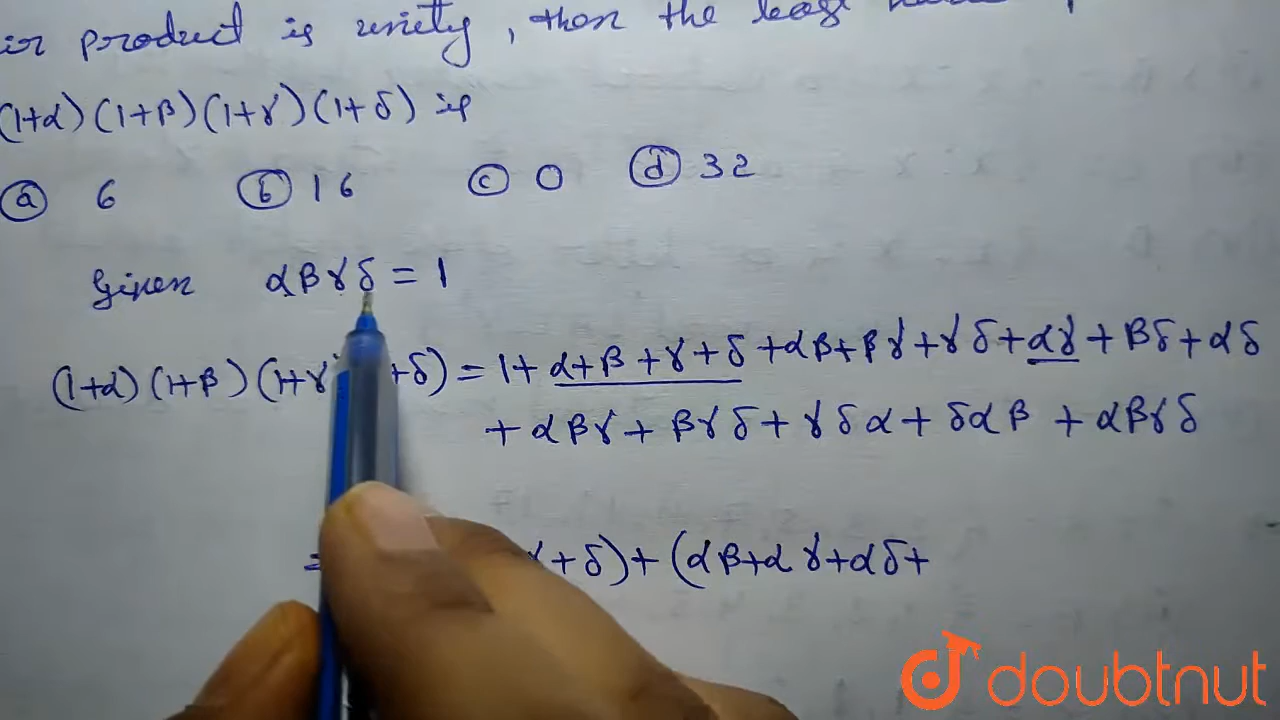 ir product is uniety, then the least
(1+α)(1+β)(1+γ)(1+δ) is
ⓐ 6 ⓑ 16 ⓒ 0 ⓓ 32
Given αβγδ = 1
(1+α)(1+β)(1+γ +δ) = 1+ α+β+γ+δ +αβ+βγ+γδ+αγ+βδ+αδ
+ αβγ+βγδ+γδα+δαβ + αβγδ
= +δ)+(αβ+αγ+αδ+
doubtnut